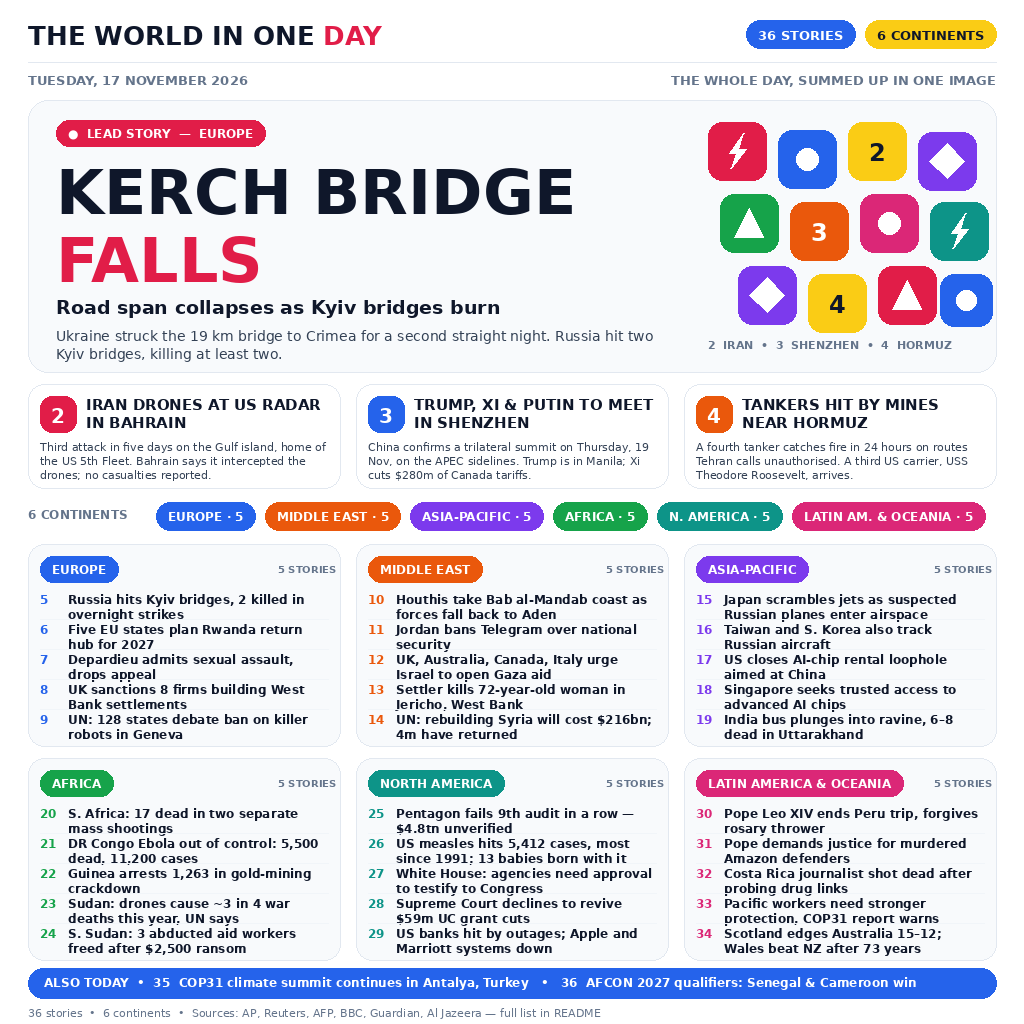 THE WORLD IN ONE DAY
36 STORIES
6 CONTINENTS
TUESDAY, 17 NOVEMBER 2026
THE WHOLE DAY, SUMMED UP IN ONE IMAGE
● LEAD STORY — EUROPE
KERCH BRIDGE
FALLS
Road span collapses as Kyiv bridges burn
Ukraine struck the 19 km bridge to Crimea for a second straight night. Russia hit two
Kyiv bridges, killing at least two.
2
3
4
2 IRAN • 3 SHENZHEN • 4 HORMUZ
2
IRAN DRONES AT US RADAR
IN BAHRAIN
Third attack in five days on the Gulf island, home of
the US 5th Fleet. Bahrain says it intercepted the
drones; no casualties reported.
3
TRUMP, XI & PUTIN TO MEET
IN SHENZHEN
China confirms a trilateral summit on Thursday, 19
Nov, on the APEC sidelines. Trump is in Manila; Xi
cuts $280m of Canada tariffs.
4
TANKERS HIT BY MINES
NEAR HORMUZ
A fourth tanker catches fire in 24 hours on routes
Tehran calls unauthorised. A third US carrier, USS
Theodore Roosevelt, arrives.
6 CONTINENTS
EUROPE · 5
MIDDLE EAST · 5
ASIA-PACIFIC · 5
AFRICA · 5
N. AMERICA · 5
LATIN AM. & OCEANIA · 5
EUROPE
5 STORIES
5 Russia hits Kyiv bridges, 2 killed in
overnight strikes
6 Five EU states plan Rwanda return
hub for 2027
7 Depardieu admits sexual assault,
drops appeal
8 UK sanctions 8 firms building West
Bank settlements
9 UN: 128 states debate ban on killer
robots in Geneva
MIDDLE EAST
5 STORIES
10 Houthis take Bab al-Mandab coast as
forces fall back to Aden
11 Jordan bans Telegram over national
security
12 UK, Australia, Canada, Italy urge
Israel to open Gaza aid
13 Settler kills 72-year-old woman in
Jericho, West Bank
14 UN: rebuilding Syria will cost $216bn;
4m have returned
ASIA-PACIFIC
5 STORIES
15 Japan scrambles jets as suspected
Russian planes enter airspace
16 Taiwan and S. Korea also track
Russian aircraft
17 US closes AI-chip rental loophole
aimed at China
18 Singapore seeks trusted access to
advanced AI chips
19 India bus plunges into ravine, 6–8
dead in Uttarakhand
AFRICA
5 STORIES
20 S. Africa: 17 dead in two separate
mass shootings
21 DR Congo Ebola out of control: 5,500
dead, 11,200 cases
22 Guinea arrests 1,263 in gold-mining
crackdown
23 Sudan: drones cause ~3 in 4 war
deaths this year, UN says
24 S. Sudan: 3 abducted aid workers
freed after $2,500 ransom
NORTH AMERICA
5 STORIES
25 Pentagon fails 9th audit in a row —
$4.8tn unverified
26 US measles hits 5,412 cases, most
since 1991; 13 babies born with it
27 White House: agencies need approval
to testify to Congress
28 Supreme Court declines to revive
$59m UC grant cuts
29 US banks hit by outages; Apple and
Marriott systems down
LATIN AMERICA & OCEANIA
5 STORIES
30 Pope Leo XIV ends Peru trip, forgives
rosary thrower
31 Pope demands justice for murdered
Amazon defenders
32 Costa Rica journalist shot dead after
probing drug links
33 Pacific workers need stronger
protection, COP31 report warns
34 Scotland edges Australia 15–12;
Wales beat NZ after 73 years
ALSO TODAY • 35 COP31 climate summit continues in Antalya, Turkey • 36 AFCON 2027 qualifiers: Senegal & Cameroon win
36 stories • 6 continents • Sources: AP, Reuters, AFP, BBC, Guardian, Al Jazeera — full list in README